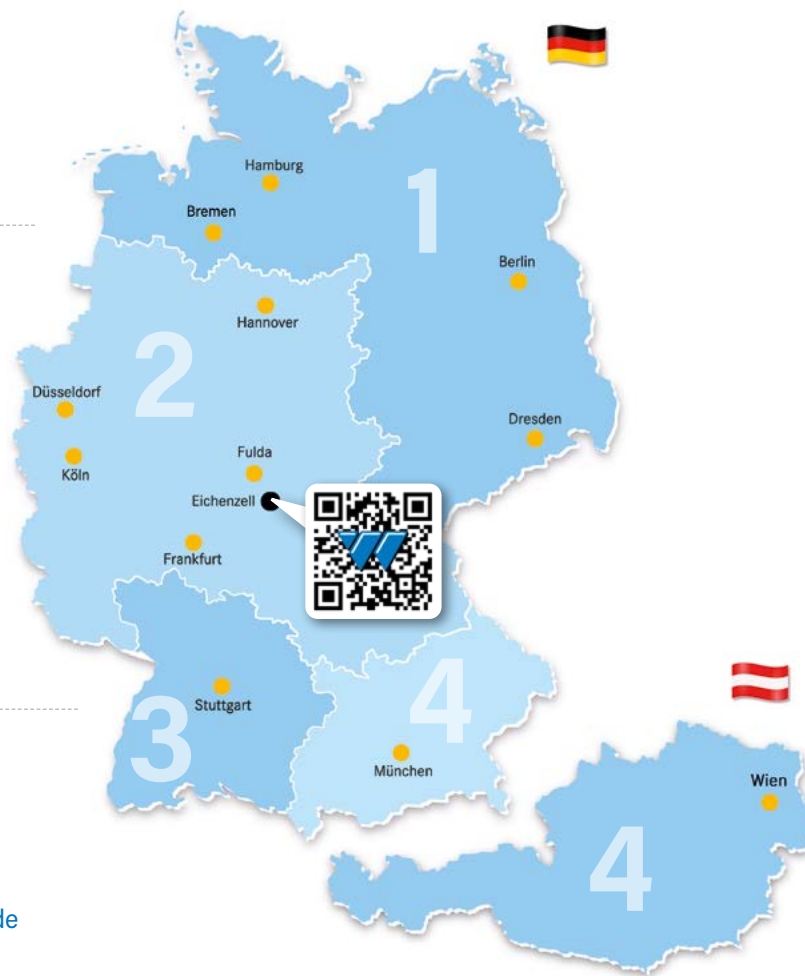 Hamburg
1
Bremen
Berlin
Hannover
2
Düsseldorf
Dresden
Fulda
Köln
Eichenzell
Frankfurt
4
Stuttgart
3
München
Wien
4
de